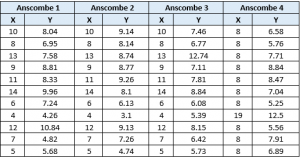 Anscombe 1 Anscombe 2 Anscombe 3 Anscombe 4
X Y X Y X Y X Y
10 8.04 10 9.14 10 7.46 8 6.58
8 6.95 8 8.14 8 6.77 8 5.76
13 7.58 13 8.74 13 12.74 8 7.71
9 8.81 9 8.77 9 7.11 8 8.84
11 8.33 11 9.26 11 7.81 8 8.47
14 9.96 14 8.1 14 8.84 8 7.04
6 7.24 6 6.13 6 6.08 8 5.25
4 4.26 4 3.1 4 5.39 19 12.5
12 10.84 12 9.13 12 8.15 8 5.56
7 4.82 7 7.26 7 6.42 8 7.91
5 5.68 5 4.74 5 5.73 8 6.89